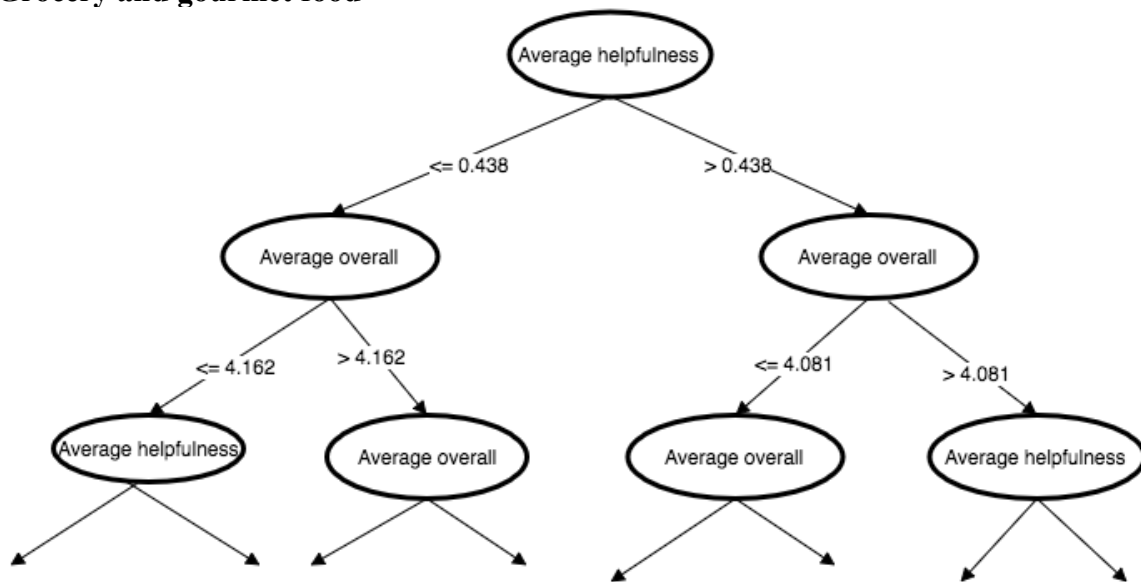 Grocery and gourmet food
Average helpfulness
<= 0.438
> 0.438
Average overall
Average overall
<= 4.162
> 4.162
<= 4.081
> 4.081
Average helpfulness
Average overall
Average overall
Average helpfulness